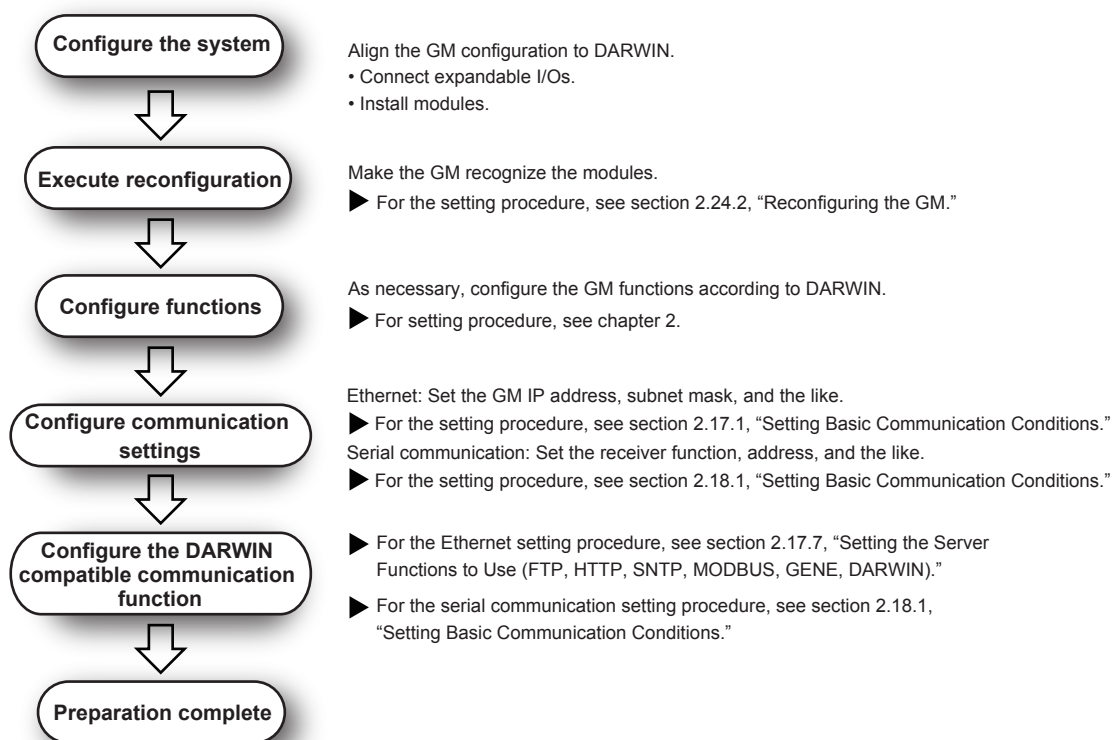 Configure the system
Align the GM configuration to DARWIN.
• Connect expandable I/Os.
• Install modules.
Execute reconfiguration
Make the GM recognize the modules.
▶ For the setting procedure, see section 2.24.2, “Reconfiguring the GM.”
Configure functions
As necessary, configure the GM functions according to DARWIN.
▶ For setting procedure, see chapter 2.
Configure communication
settings
Ethernet: Set the GM IP address, subnet mask, and the like.
▶ For the setting procedure, see section 2.17.1, “Setting Basic Communication Conditions.”
Serial communication: Set the receiver function, address, and the like.
▶ For the setting procedure, see section 2.18.1, “Setting Basic Communication Conditions.”
Configure the DARWIN
compatible communication
function
▶ For the Ethernet setting procedure, see section 2.17.7, “Setting the Server
Functions to Use (FTP, HTTP, SNTP, MODBUS, GENE, DARWIN).”
▶ For the serial communication setting procedure, see section 2.18.1,
“Setting Basic Communication Conditions.”
Preparation complete